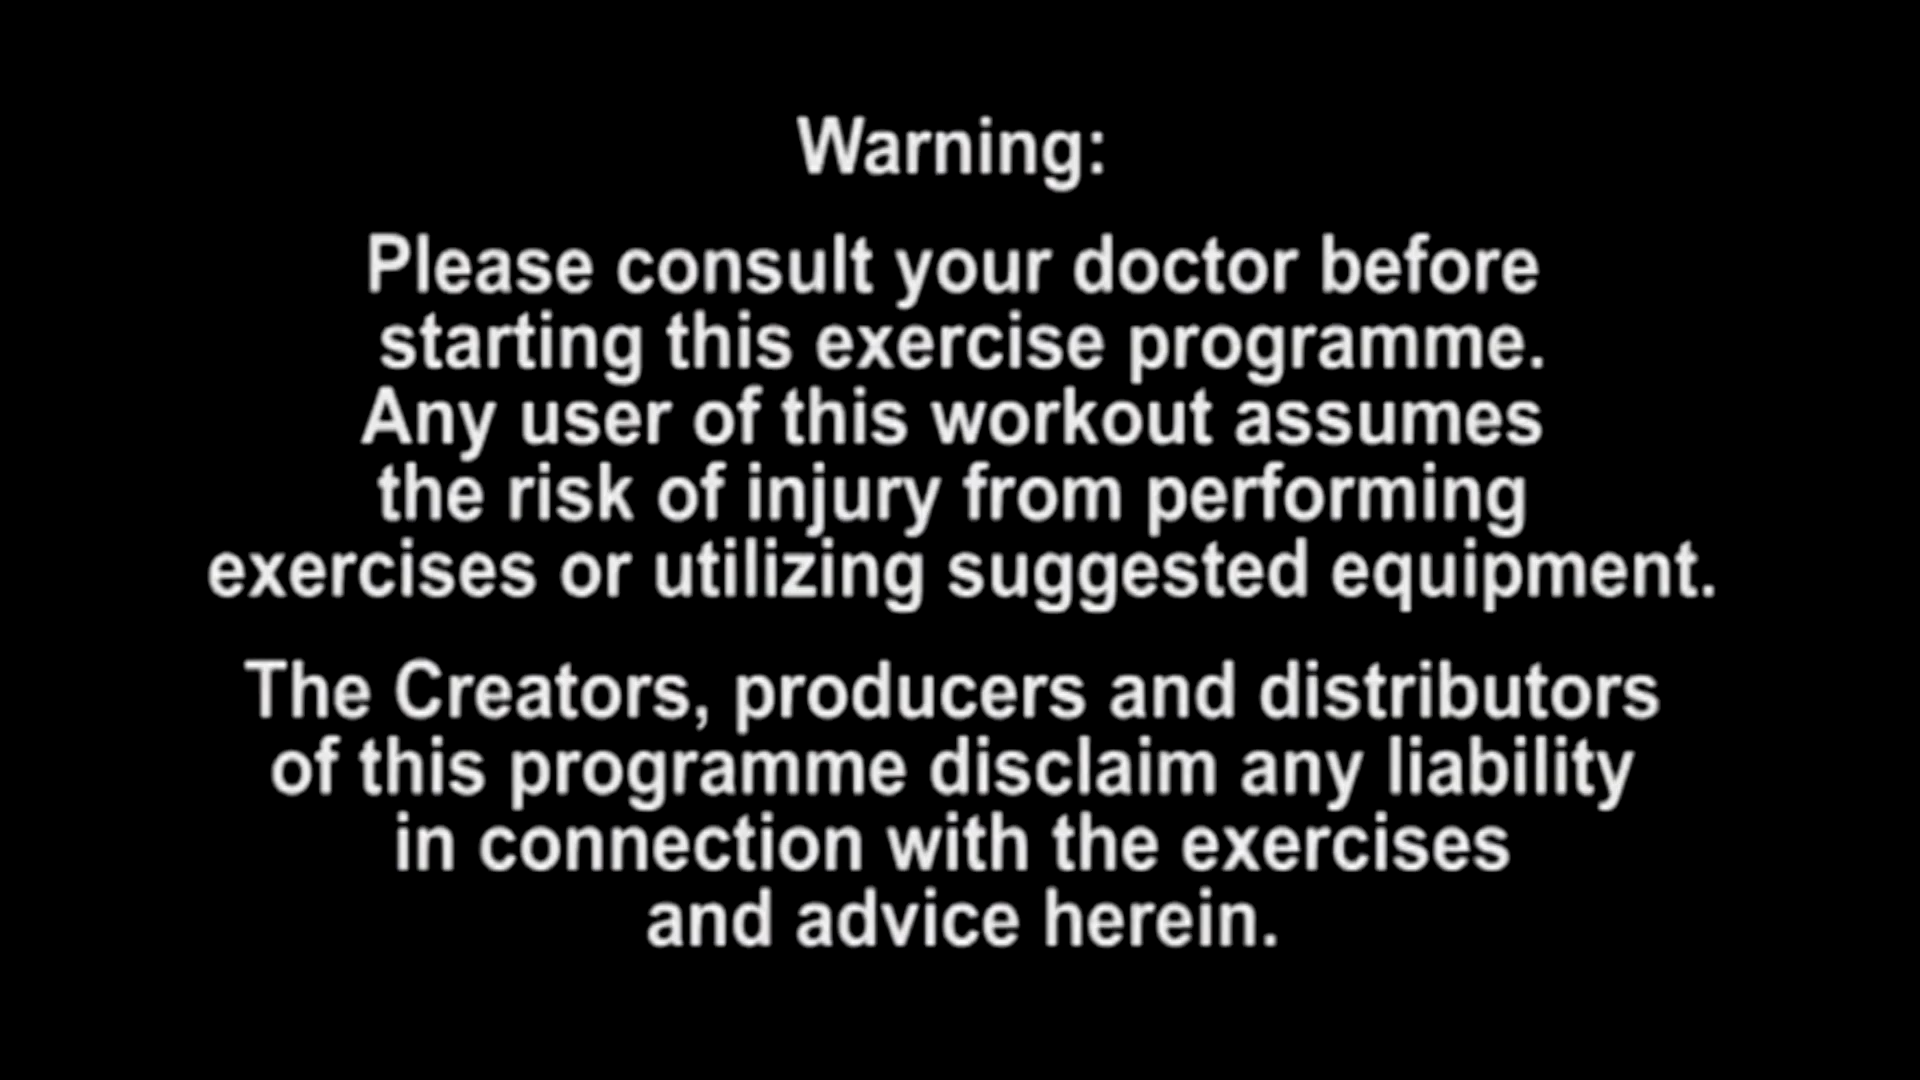 Warning:
Please consult your doctor before
starting this exercise programme.
Any user of this workout assumes
the risk of injury from performing
exercises or utilizing suggested equipment.
The Creators, producers and distributors
of this programme disclaim any liability
in connection with the exercises
and advice herein.